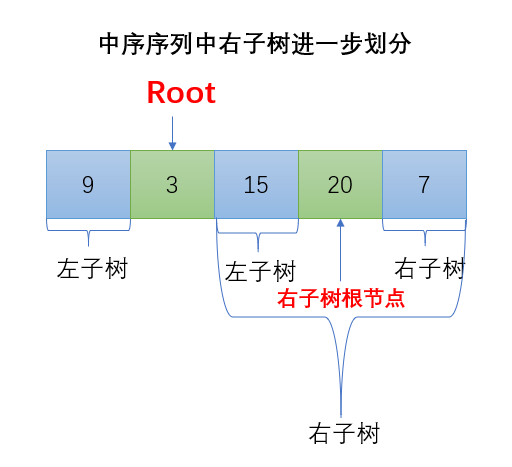 中序序列中右子树进一步划分
Root
9 3 15 20 7
左子树 左子树 右子树
右子树根节点
右子树